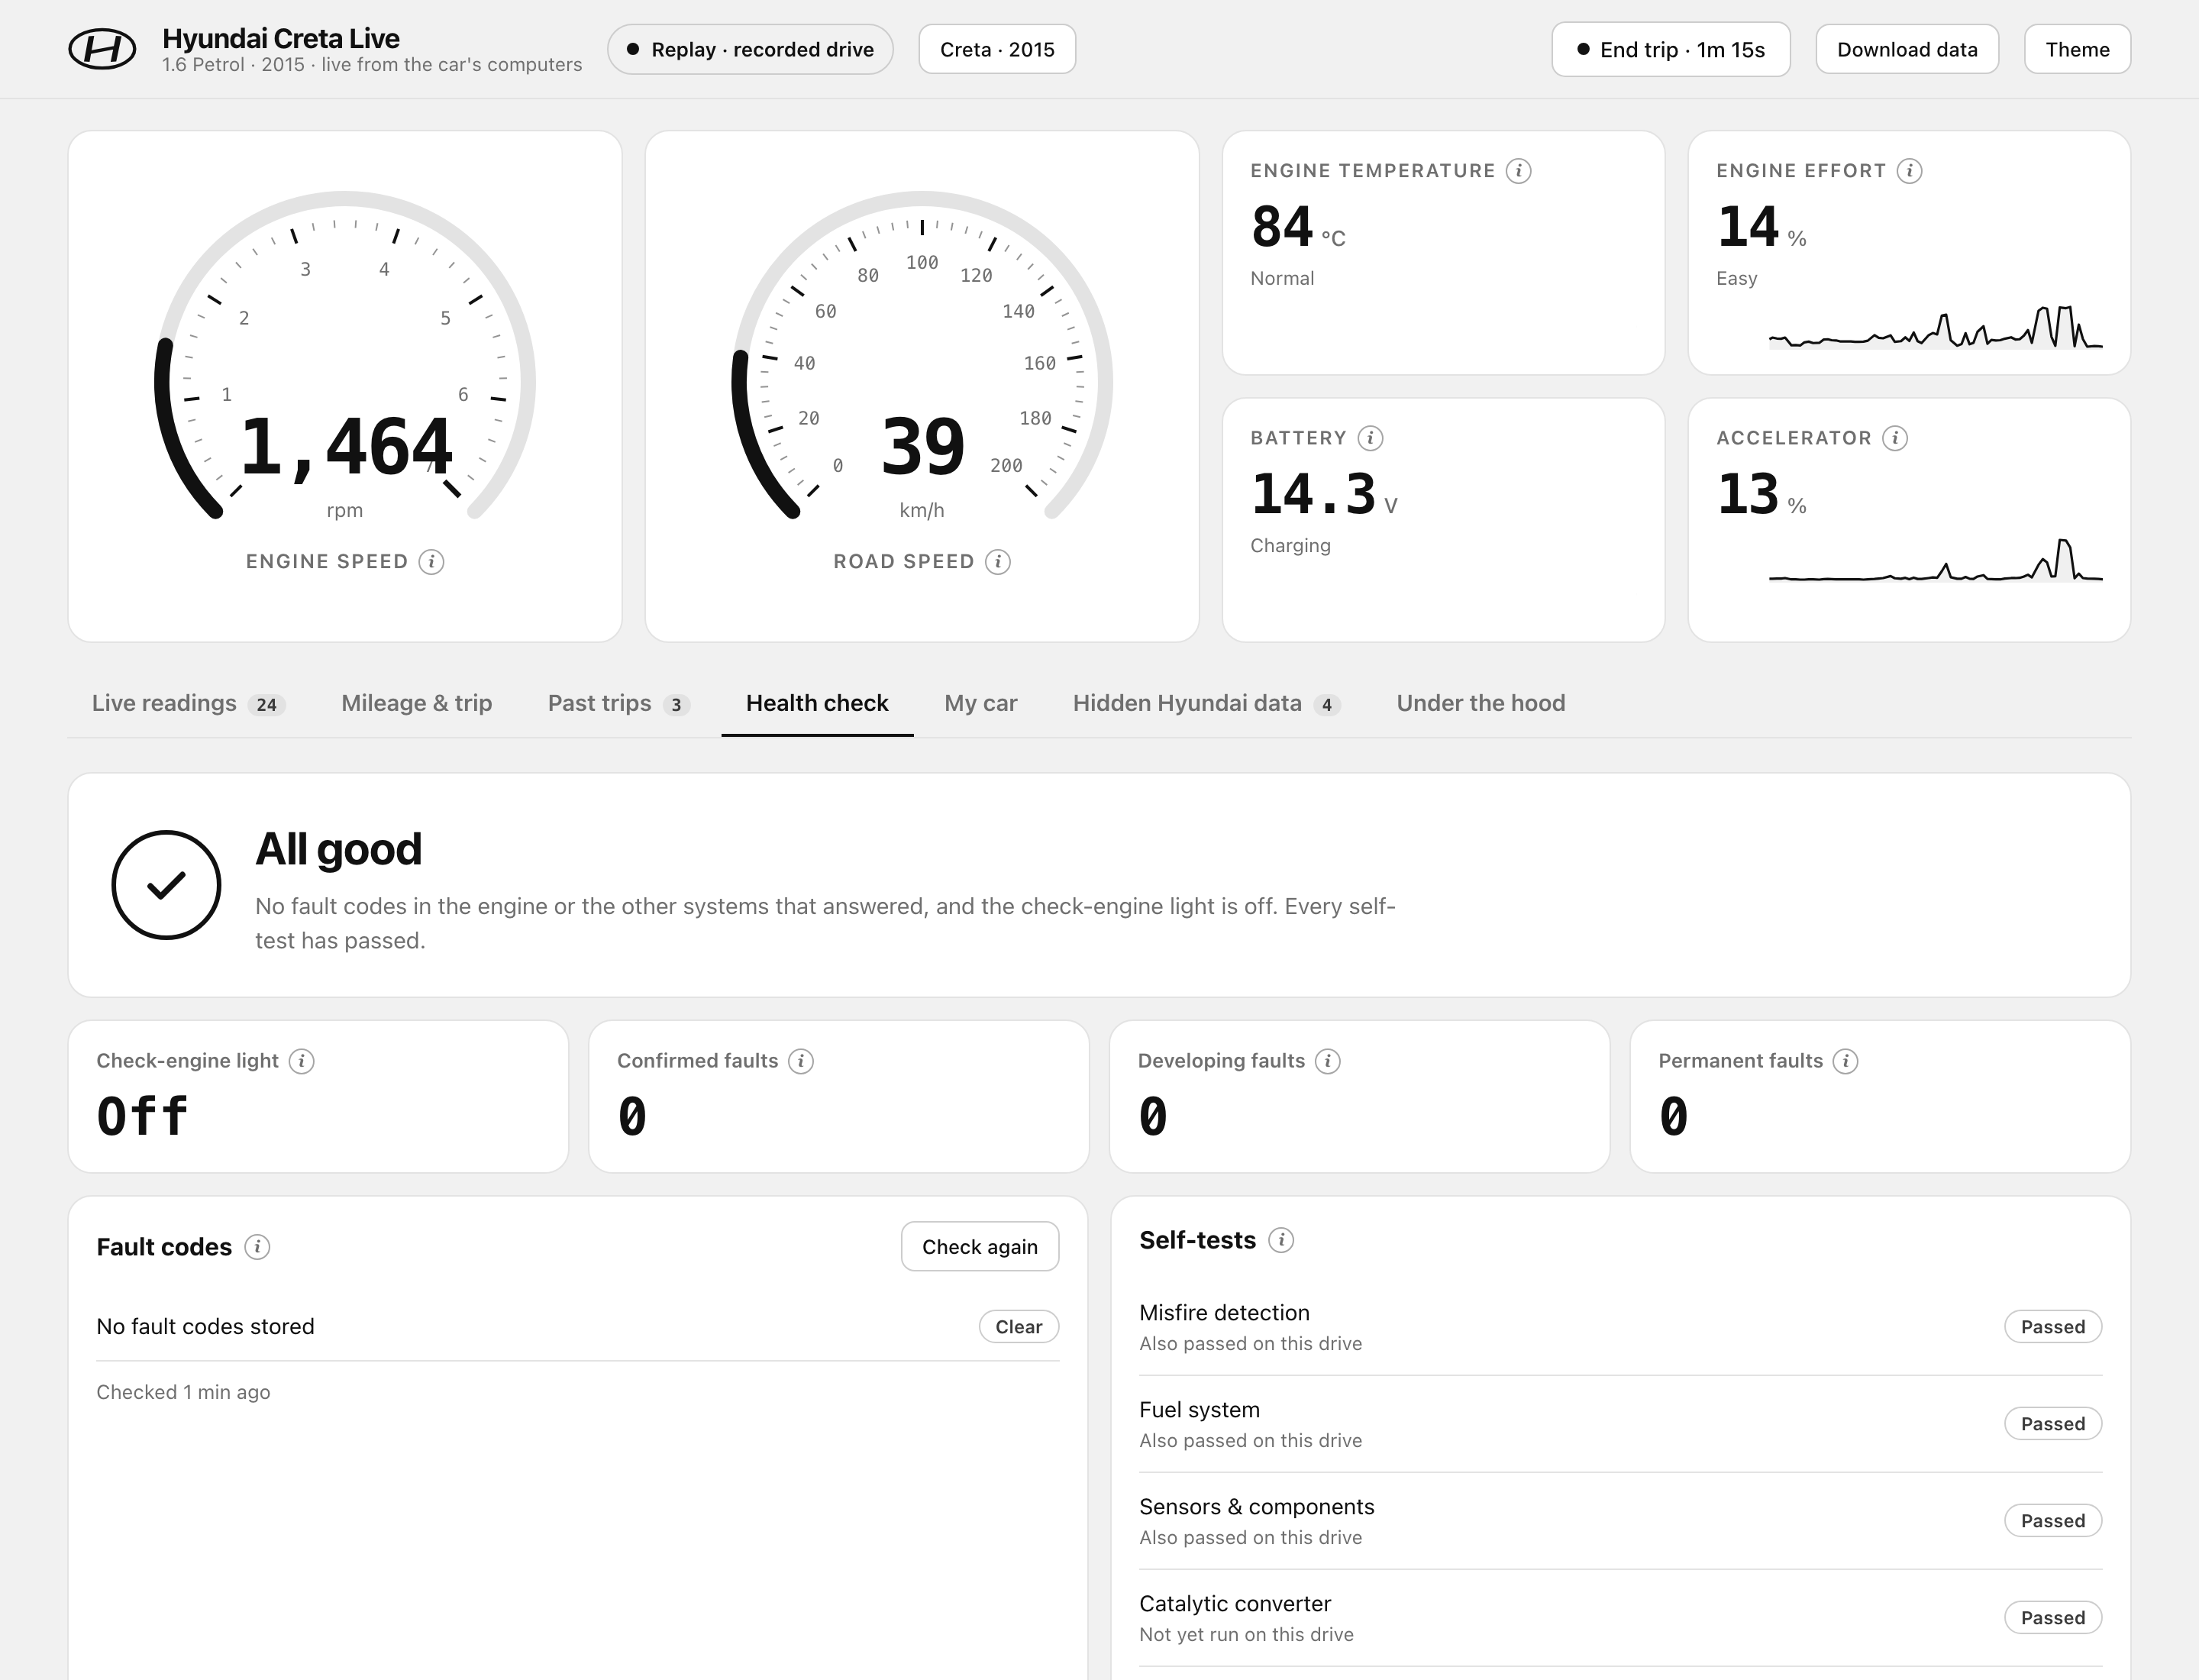 Hyundai Creta Live
1.6 Petrol · 2015 · live from the car's computers
Replay · recorded drive
Creta · 2015
End trip · 1m 15s
Download data
Theme
1
2
3
4
5
6
7
1,464
rpm
ENGINE SPEED i
0
20
40
60
80
100
120
140
160
180
200
39
km/h
ROAD SPEED i
ENGINE TEMPERATURE i
84 °C
Normal
ENGINE EFFORT i
14 %
Easy
BATTERY i
14.3 V
Charging
ACCELERATOR i
13 %
Live readings 24
Mileage & trip
Past trips 3
Health check
My car
Hidden Hyundai data 4
Under the hood
All good
No fault codes in the engine or the other systems that answered, and the check-engine light is off. Every self-
test has passed.
Check-engine light i
Off
Confirmed faults i
0
Developing faults i
0
Permanent faults i
0
Fault codes i
Check again
No fault codes stored
Clear
Checked 1 min ago
Self-tests i
Misfire detection
Also passed on this drive
Passed
Fuel system
Also passed on this drive
Passed
Sensors & components
Also passed on this drive
Passed
Catalytic converter
Not yet run on this drive
Passed